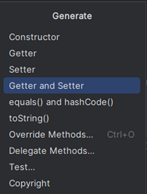 Generate
Constructor
Getter
Setter
Getter and Setter
equals() and hashCode()
toString()
Override Methods... Ctrl+O
Delegate Methods...
Test...
Copyright